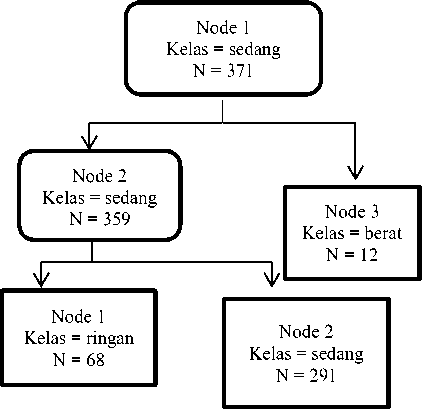 Node 1
Kelas = sedang
N = 371
Node 2
Kelas = sedang
N = 359
Node 3
Kelas = berat
N = 12
Node 1
Kelas = ringan
N = 68
Node 2
Kelas = sedang
N = 291